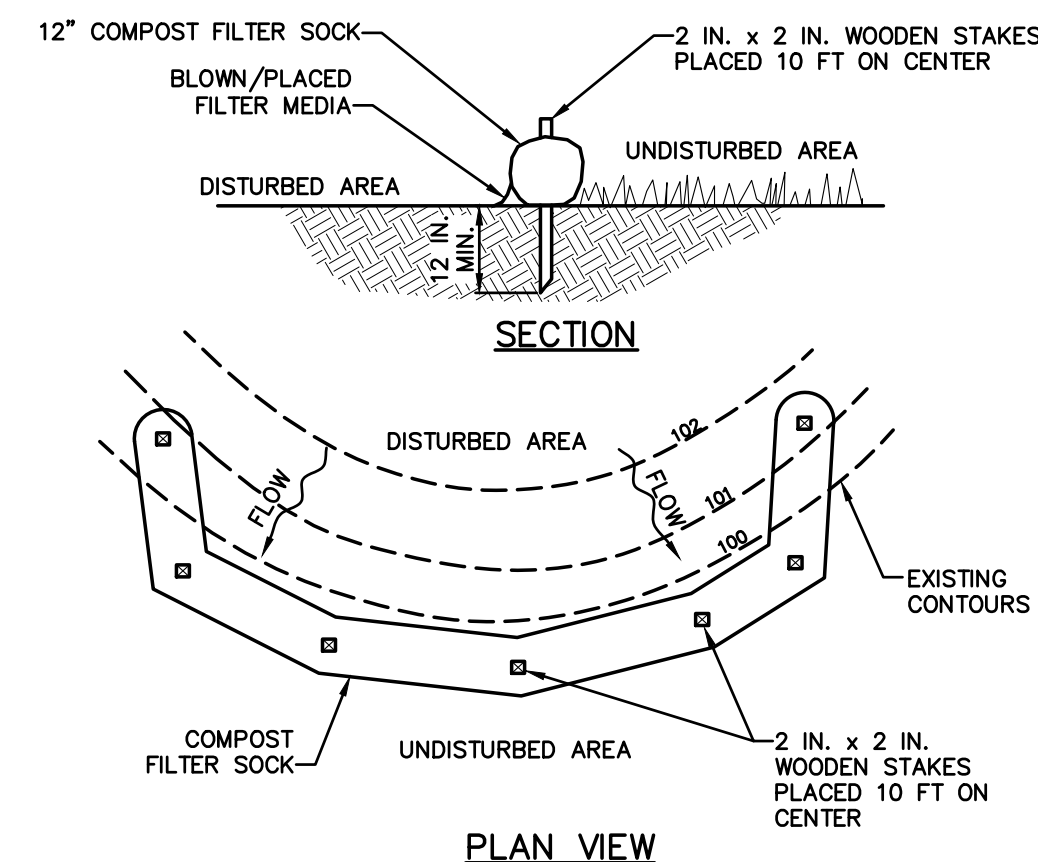 12” COMPOST FILTER SOCK
2 IN. x 2 IN. WOODEN STAKES
PLACED 10 FT ON CENTER
BLOWN/PLACED
FILTER MEDIA
UNDISTURBED AREA
DISTURBED AREA
12 IN.
MIN.
SECTION
DISTURBED AREA
102
FLOW
FLOW
101
100
EXISTING
CONTOURS
COMPOST
FILTER SOCK
UNDISTURBED AREA
2 IN. x 2 IN.
WOODEN STAKES
PLACED 10 FT ON
CENTER
PLAN VIEW